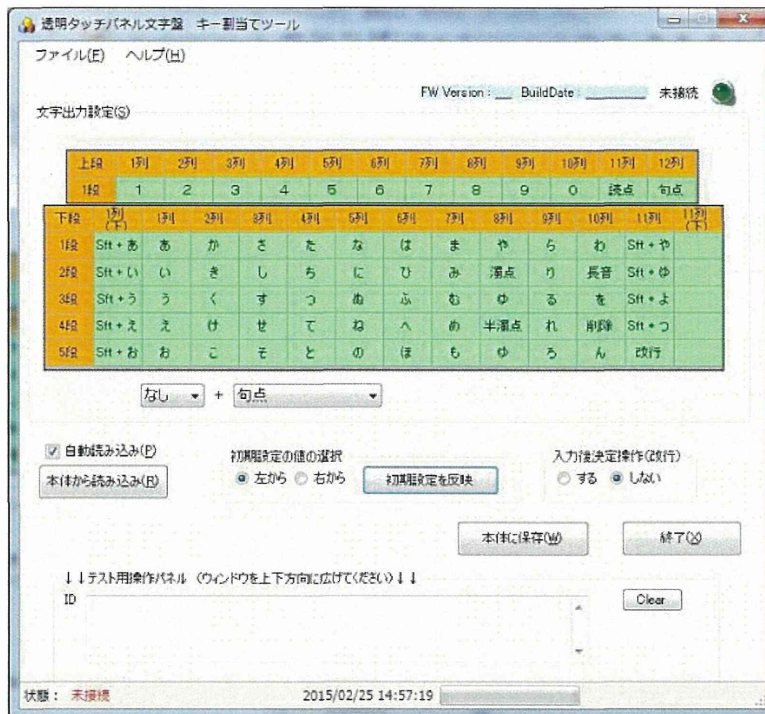 透明タッチパネル文字盤 キー割当てツール
ファイル(F) ヘルプ(H)
FW Version : __ BuildDate : ________ 未接続
文字出力設定(S)
上段 1列 2列 3列 4列 5列 6列 7列 8列 9列 10列 11列 12列
1段 1 2 3 4 5 6 7 8 9 0 読点 句点
下段 1列(下) 1列 2列 3列 4列 5列 6列 7列 8列 9列 10列 11列 11列(下)
1段 Sft + あ あ か さ た な は ま や ら わ Sft + や
2段 Sft + い い き し ち に ひ み 濁点 り 長音 Sft + ゆ
3段 Sft + う う く す つ ぬ ふ む ゆ る を Sft + よ
4段 Sft + え え け せ て ね へ め 半濁点 れ 削除 Sft + つ
5段 Sft + お お こ そ と の ほ も ゆ ろ ん 改行
なし + 句点
自動読み込み(P) 初期設定の値の選択 入力後決定操作(改行)
本体から読み込み(R) 左から 右から 初期設定を反映 する しない
本体に保存(W) 終了(X)
↓↓テスト用操作パネル (ウィンドウを上下方向に広げてください)↓↓
ID Clear
状態 : 未接続 2015/02/25 14:57:19